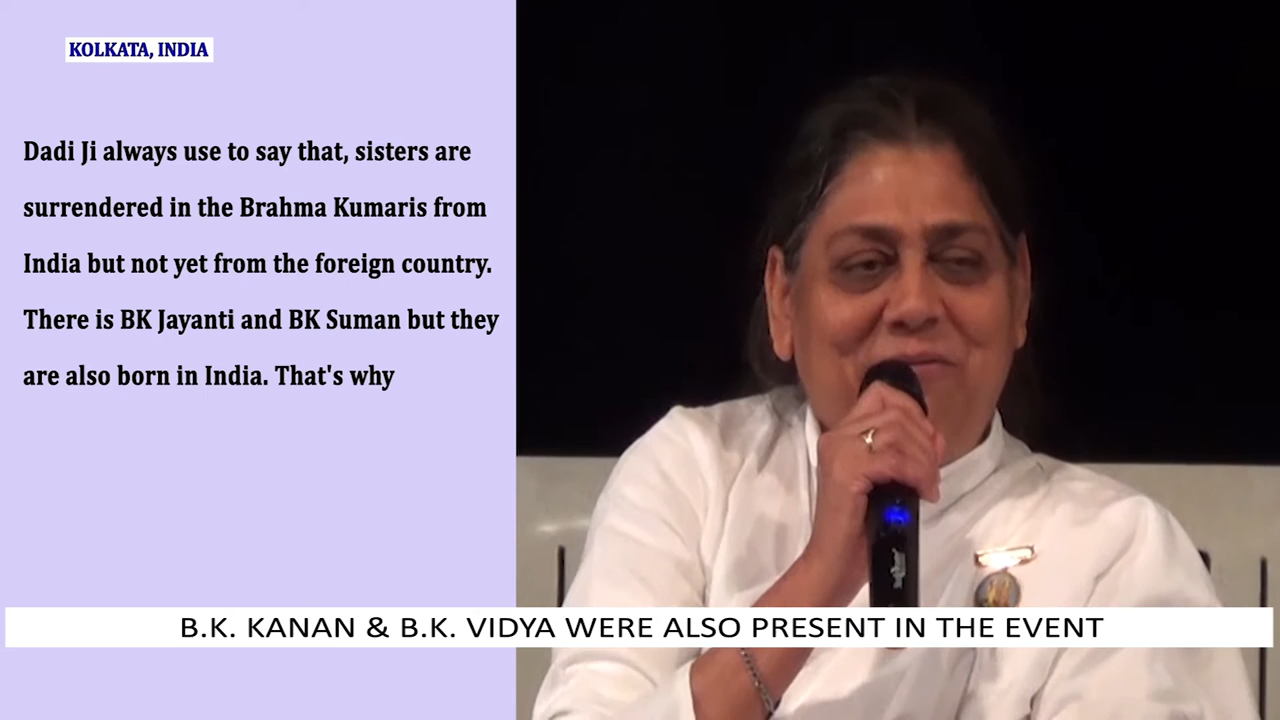 KOLKATA, INDIA
Dadi Ji always use to say that, sisters are
surrendered in the Brahma Kumaris from
India but not yet from the foreign country.
There is BK Jayanti and BK Suman but they
are also born in India. That's why
B.K. KANAN & B.K. VIDYA WERE ALSO PRESENT IN THE EVENT